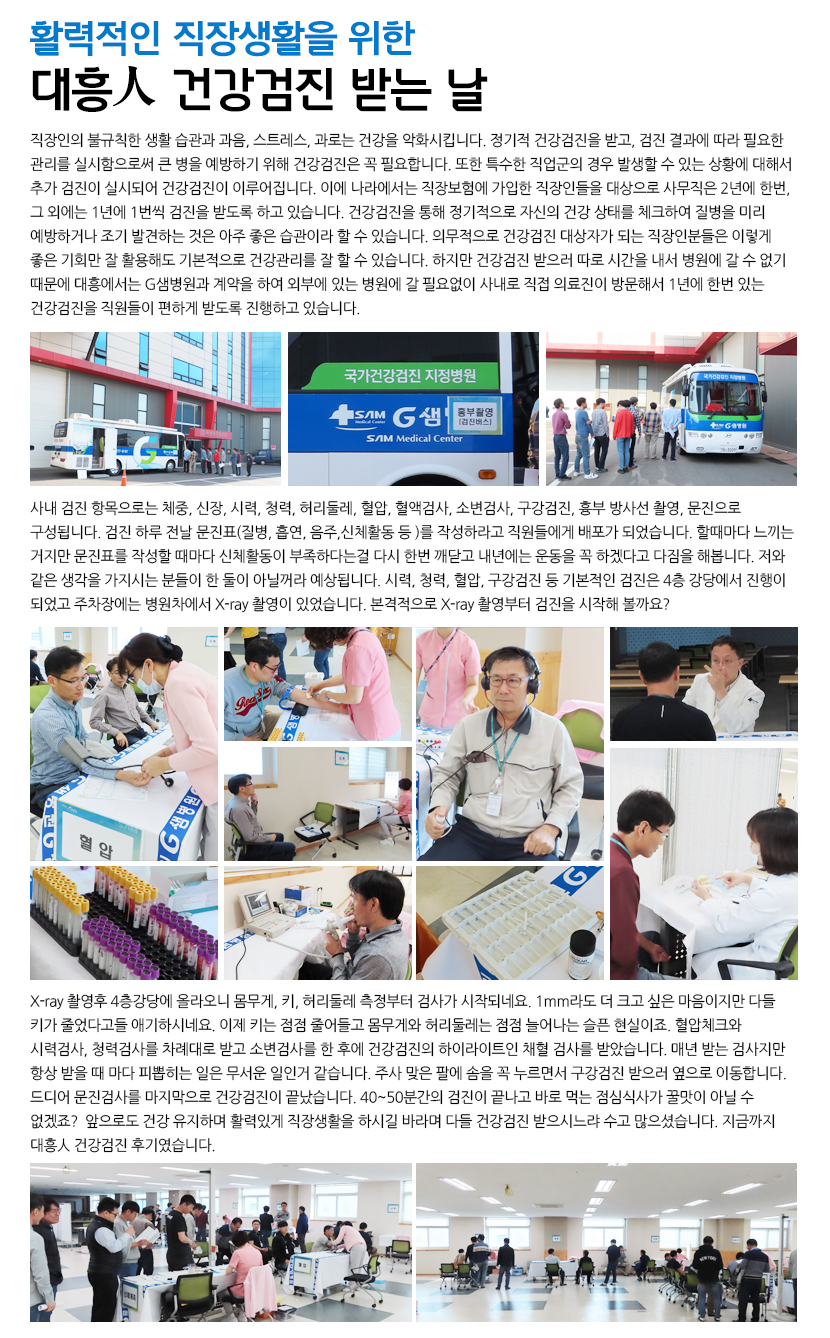 활력적인 직장생활을 위한
대흥人 건강검진 받는 날
직장인의 불규칙한 생활 습관과 과음, 스트레스, 과로는 건강을 악화시킵니다. 정기적 건강검진을 받고, 검진 결과에 따라 필요한
관리를 실시함으로써 큰 병을 예방하기 위해 건강검진은 꼭 필요합니다. 또한 특수한 직업군의 경우 발생할 수 있는 상황에 대해서
추가 검진이 실시되어 건강검진이 이루어집니다. 이에 나라에서는 직장보험에 가입한 직장인들을 대상으로 사무직은 2년에 한번,
그 외에는 1년에 1번씩 검진을 받도록 하고 있습니다. 건강검진을 통해 정기적으로 자신의 건강 상태를 체크하여 질병을 미리
예방하거나 조기 발견하는 것은 아주 좋은 습관이라 할 수 있습니다. 의무적으로 건강검진 대상자가 되는 직장인분들은 이렇게
좋은 기회만 잘 활용해도 기본적으로 건강관리를 잘 할 수 있습니다. 하지만 건강검진 받으러 따로 시간을 내서 병원에 갈 수 없기
때문에 대흥에서는 G샘병원과 계약을 하여 외부에 있는 병원에 갈 필요없이 사내로 직접 의료진이 방문해서 1년에 한번 있는
건강검진을 직원들이 편하게 받도록 진행하고 있습니다.
국가건강검진 지정병원
SAM Medical Center G샘병
흉부촬영
[검진버스]
SAM Medical Center
국가건강검진 지정병원
SAM G샘병원
사내 검진 항목으로는 체중, 신장, 시력, 청력, 허리둘레, 혈압, 혈액검사, 소변검사, 구강검진, 흉부 방사선 촬영, 문진으로
구성됩니다. 검진 하루 전날 문진표(질병, 흡연, 음주,신체활동 등 )를 작성하라고 직원들에게 배포가 되었습니다. 할때마다 느끼는
거지만 문진표를 작성할 때마다 신체활동이 부족하다는걸 다시 한번 깨닫고 내년에는 운동을 꼭 하겠다고 다짐을 해봅니다. 저와
같은 생각을 가지시는 분들이 한 둘이 아닐꺼라 예상됩니다. 시력, 청력, 혈압, 구강검진 등 기본적인 검진은 4층 강당에서 진행이
되었고 주차장에는 병원차에서 X-ray 촬영이 있었습니다. 본격적으로 X-ray 촬영부터 검진을 시작해 볼까요?
G샘병원
혈압
X-ray 촬영후 4층강당에 올라오니 몸무게, 키, 허리둘레 측정부터 검사가 시작되네요. 1mm라도 더 크고 싶은 마음이지만 다들
키가 줄었다고들 얘기하시네요. 이제 키는 점점 줄어들고 몸무게와 허리둘레는 점점 늘어나는 슬픈 현실이죠. 혈압체크와
시력검사, 청력검사를 차례대로 받고 소변검사를 한 후에 건강검진의 하이라이트인 채혈 검사를 받았습니다. 매년 받는 검사지만
항상 받을 때 마다 피뽑히는 일은 무서운 일인거 같습니다. 주사 맞은 팔에 솜을 꼭 누르면서 구강검진 받으러 옆으로 이동합니다.
드디어 문진검사를 마지막으로 건강검진이 끝났습니다. 40~50분간의 검진이 끝나고 바로 먹는 점심식사가 꿀맛이 아닐 수
없겠죠?  앞으로도 건강 유지하며 활력있게 직장생활을 하시길 바라며 다들 건강검진 받으시느랴 수고 많으셨습니다. 지금까지
대흥人 건강검진 후기였습니다.